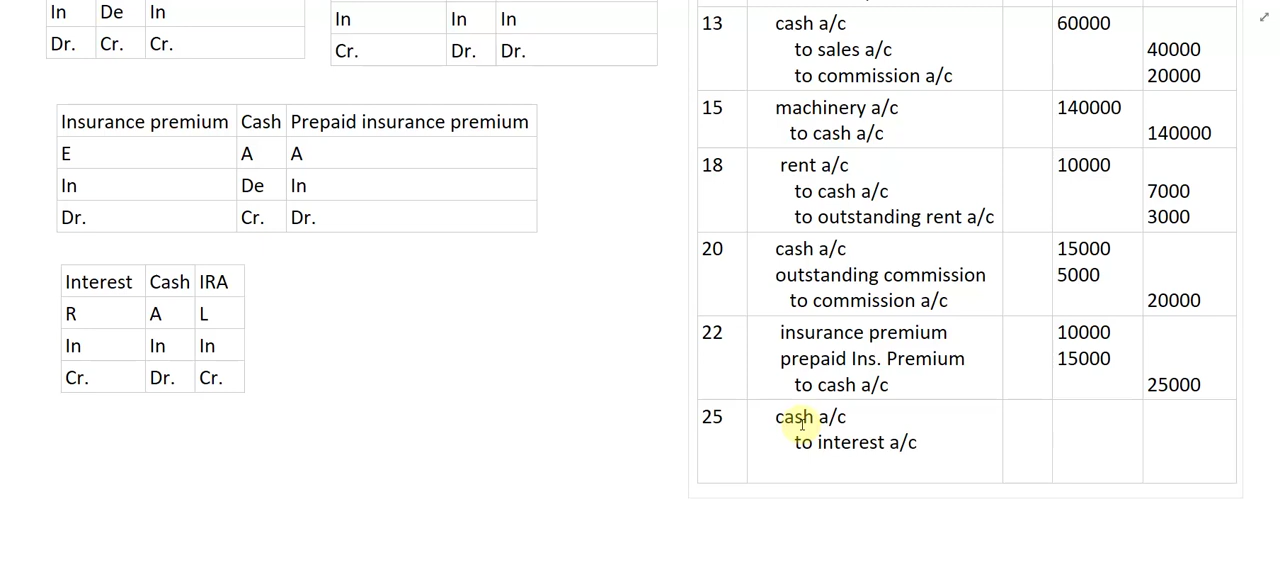 In De In
Dr. Cr. Cr.
In In In
Cr. Dr. Dr.
Insurance premium Cash Prepaid insurance premium
E A A
In De In
Dr. Cr. Dr.
Interest Cash IRA
R A L
In In In
Cr. Dr. Cr.
13 cash a/c 60000
to sales a/c 40000
to commission a/c 20000
15 machinery a/c 140000
to cash a/c 140000
18 rent a/c 10000
to cash a/c 7000
to outstanding rent a/c 3000
20 cash a/c 15000
outstanding commission 5000
to commission a/c 20000
22 insurance premium 10000
prepaid Ins. Premium 15000
to cash a/c 25000
25 cash a/c
to interest a/c